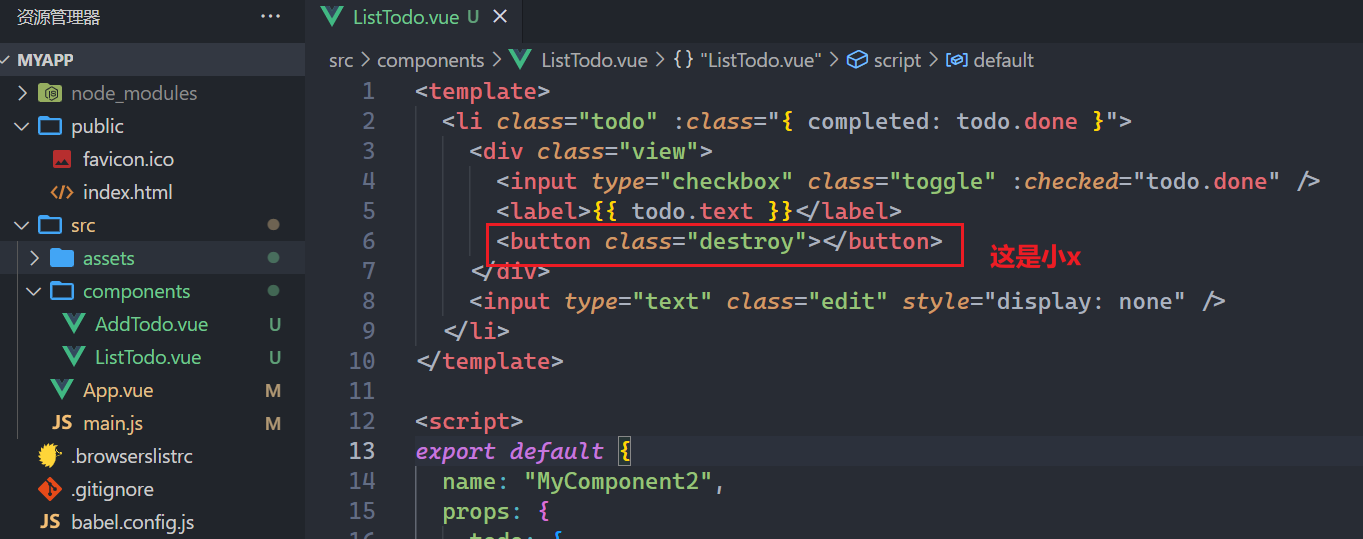 资源管理器 ···
MYAPP
node_modules
public
favicon.ico
index.html
src
assets
components
AddTodo.vue U
ListTodo.vue U
App.vue M
JS main.js M
.browserslistrc
.gitignore
JS babel.config.js
ListTodo.vue U ×
src > components > ListTodo.vue > {} "ListTodo.vue" > script > default
1 <template>
2 <li class="todo" :class="{ completed: todo.done }">
3 <div class="view">
4 <input type="checkbox" class="toggle" :checked="todo.done" />
5 <label>{{ todo.text }}</label>
6 <button class="destroy"></button>
这是小x
7 </div>
8 <input type="text" class="edit" style="display: none" />
9 </li>
10 </template>
11
12 <script>
13 export default {
14 name: "MyComponent2",
15 props: {
16 todo: {